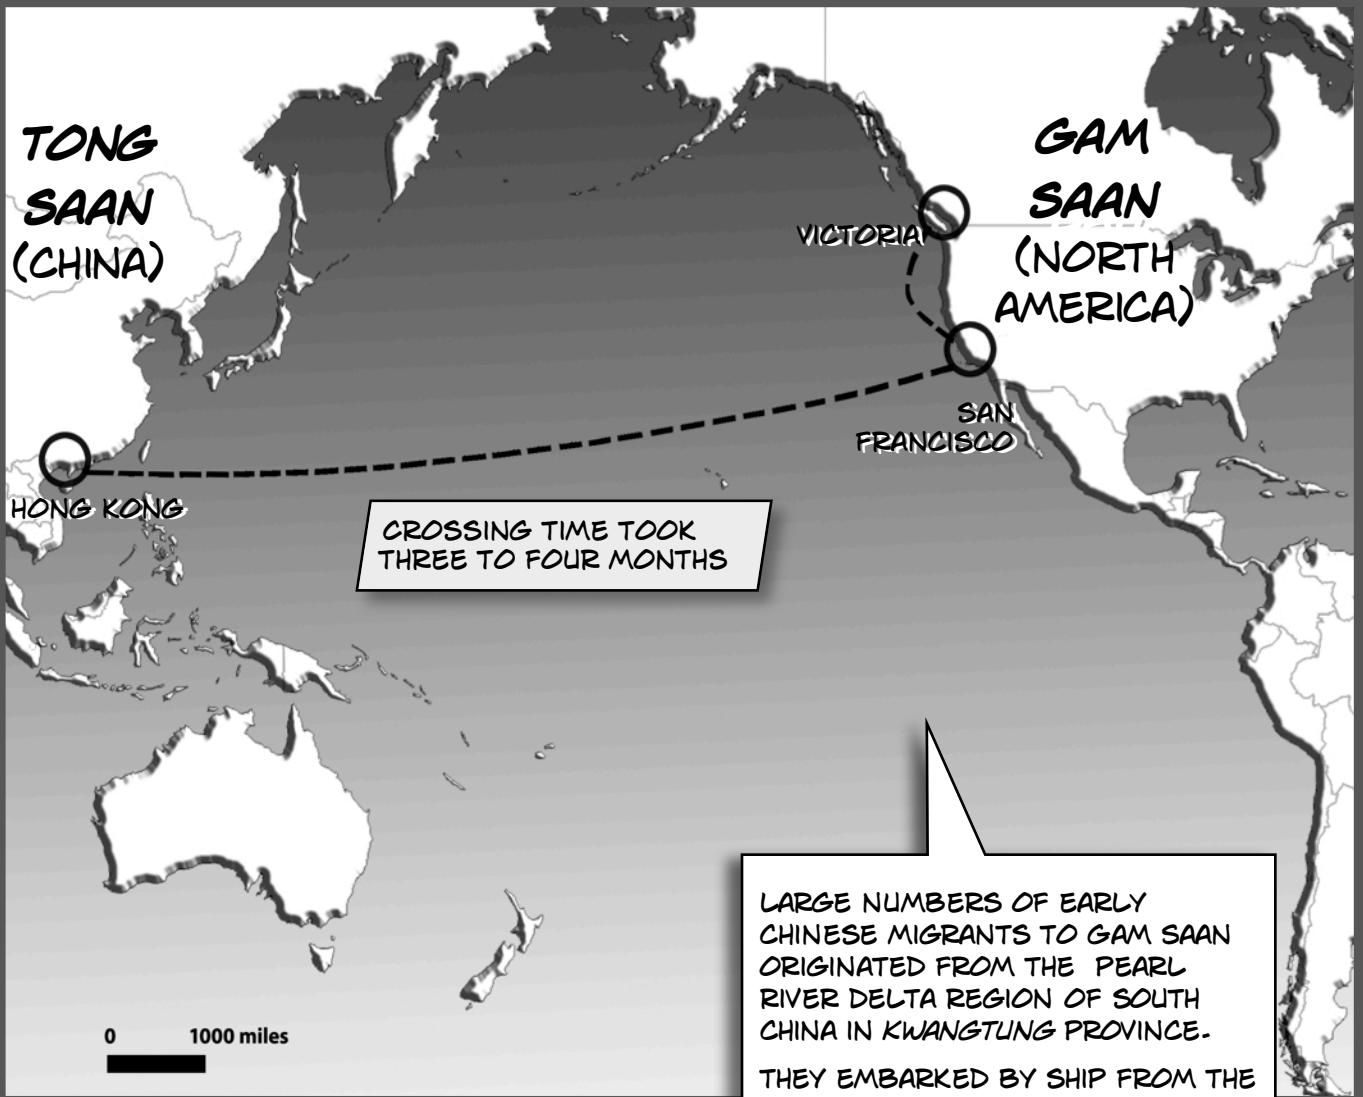 TONG
SAAN
(CHINA)
GAM
SAAN
(NORTH
AMERICA)
VICTORIA
SAN
FRANCISCO
HONG KONG
CROSSING TIME TOOK
THREE TO FOUR MONTHS
LARGE NUMBERS OF EARLY
CHINESE MIGRANTS TO GAM SAAN
ORIGINATED FROM THE PEARL
RIVER DELTA REGION OF SOUTH
CHINA IN KWANGTUNG PROVINCE.
THEY EMBARKED BY SHIP FROM THE
0 1000 miles